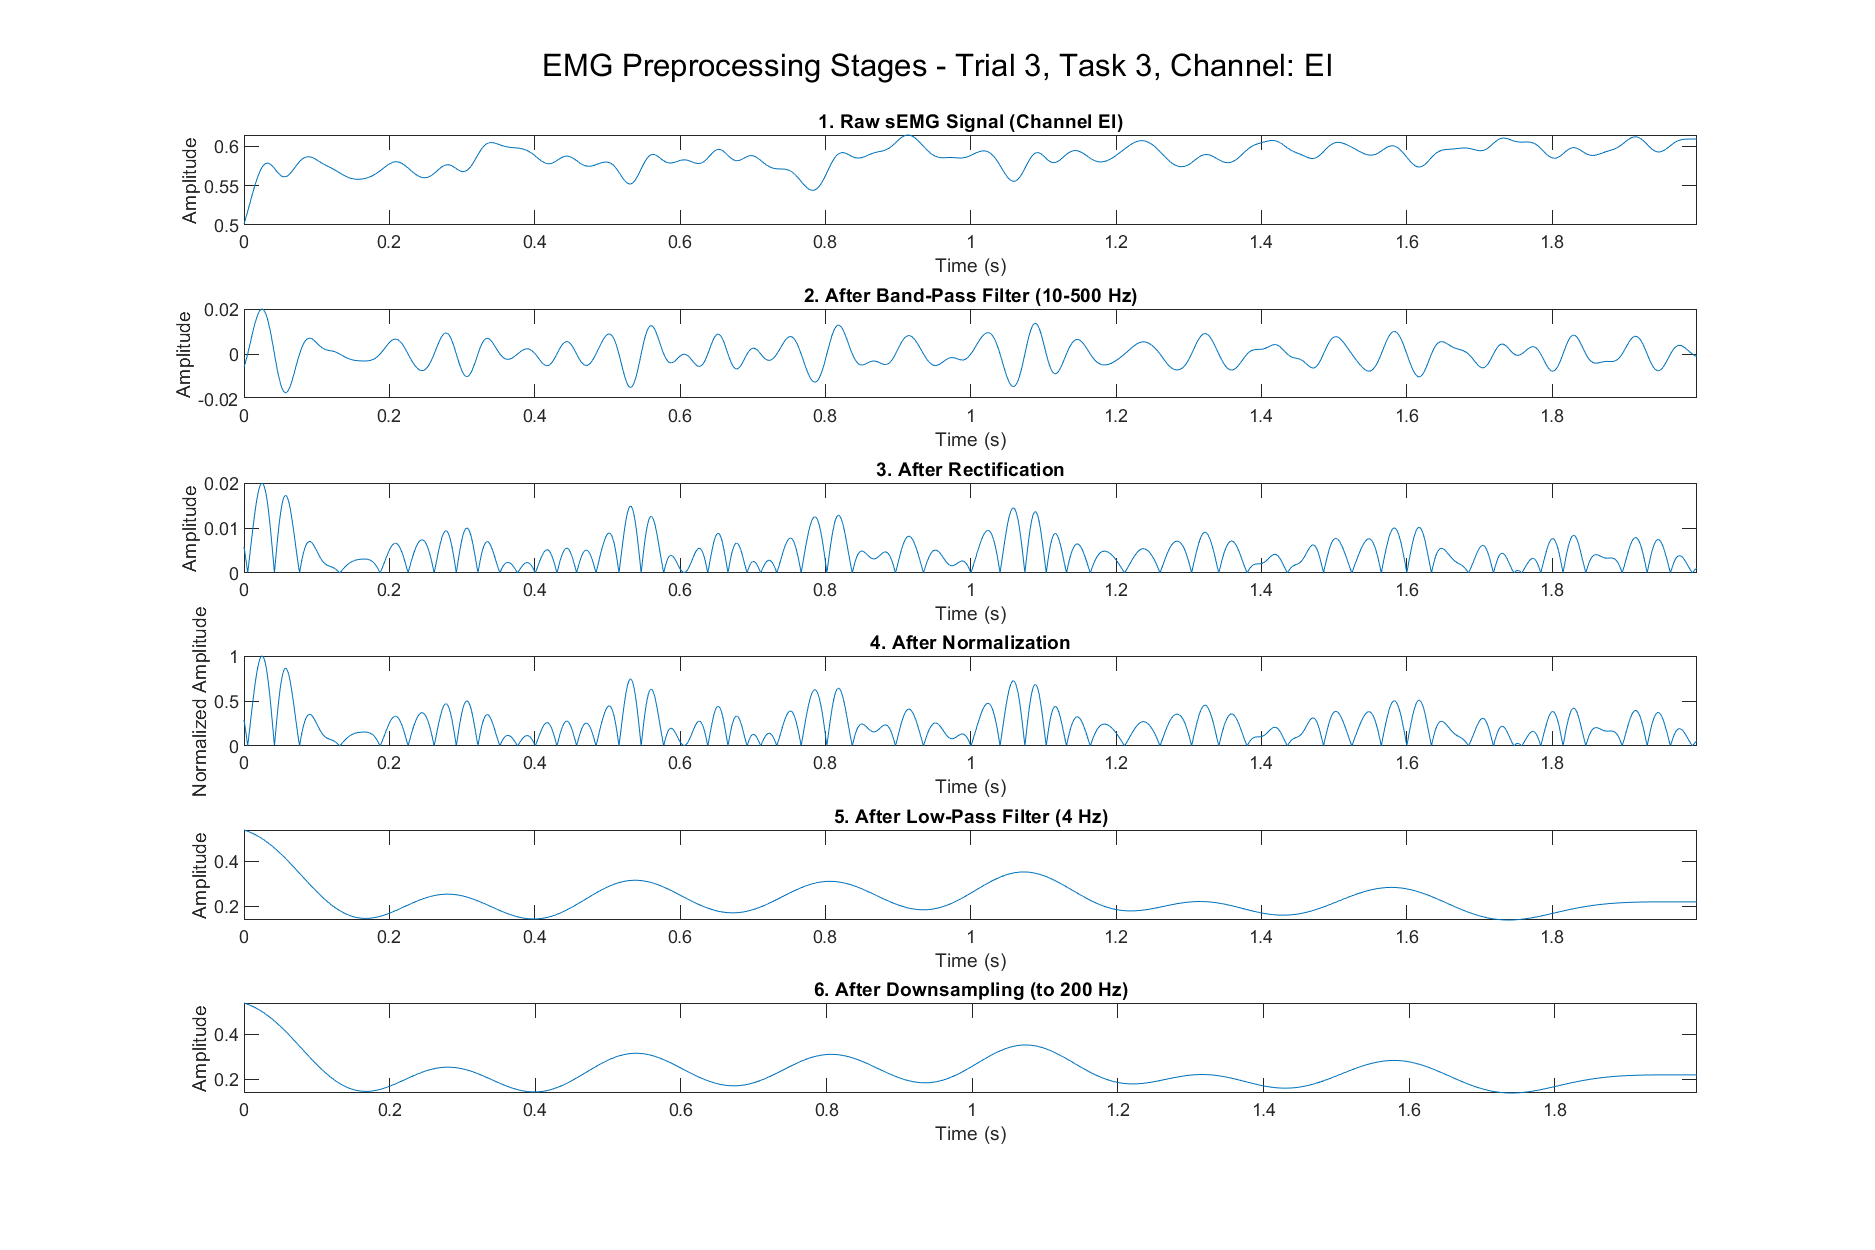 EMG Preprocessing Stages - Trial 3, Task 3, Channel: EI
1. Raw sEMG Signal (Channel EI)
Amplitude
0.6
0.55
0.5
0 0.2 0.4 0.6 0.8 1 1.2 1.4 1.6 1.8
Time (s)
2. After Band-Pass Filter (10-500 Hz)
Amplitude
0.02
0
-0.02
0 0.2 0.4 0.6 0.8 1 1.2 1.4 1.6 1.8
Time (s)
3. After Rectification
Amplitude
0.02
0.01
0
0 0.2 0.4 0.6 0.8 1 1.2 1.4 1.6 1.8
Time (s)
4. After Normalization
Normalized Amplitude
1
0.5
0
0 0.2 0.4 0.6 0.8 1 1.2 1.4 1.6 1.8
Time (s)
5. After Low-Pass Filter (4 Hz)
Amplitude
0.4
0.2
0 0.2 0.4 0.6 0.8 1 1.2 1.4 1.6 1.8
Time (s)
6. After Downsampling (to 200 Hz)
Amplitude
0.4
0.2
0 0.2 0.4 0.6 0.8 1 1.2 1.4 1.6 1.8
Time (s)